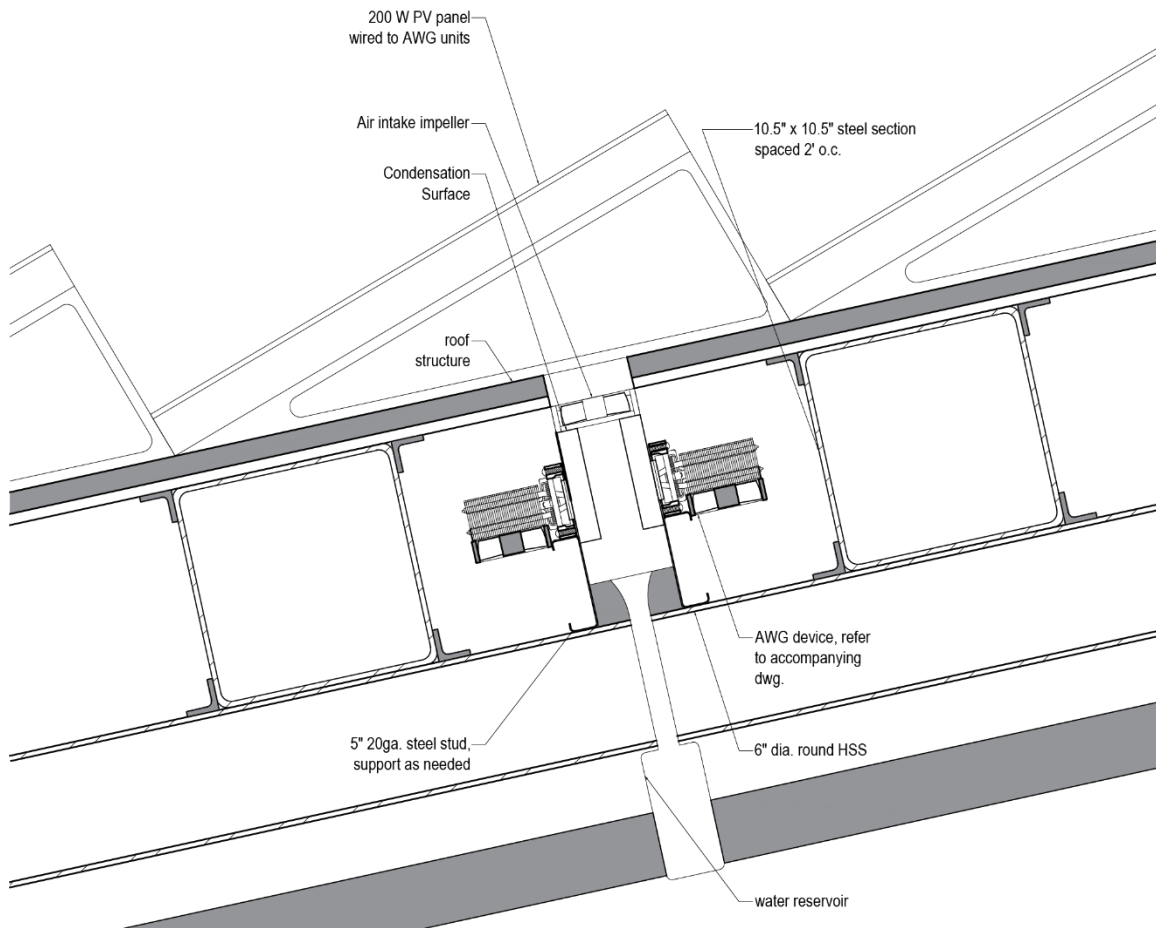 200 W PV panel
wired to AWG units
Air intake impeller
10.5" x 10.5" steel section
spaced 2' o.c.
Condensation
Surface
roof
structure
AWG device, refer
to accompanying
dwg.
5" 20ga. steel stud,
support as needed
6" dia. round HSS
water reservoir